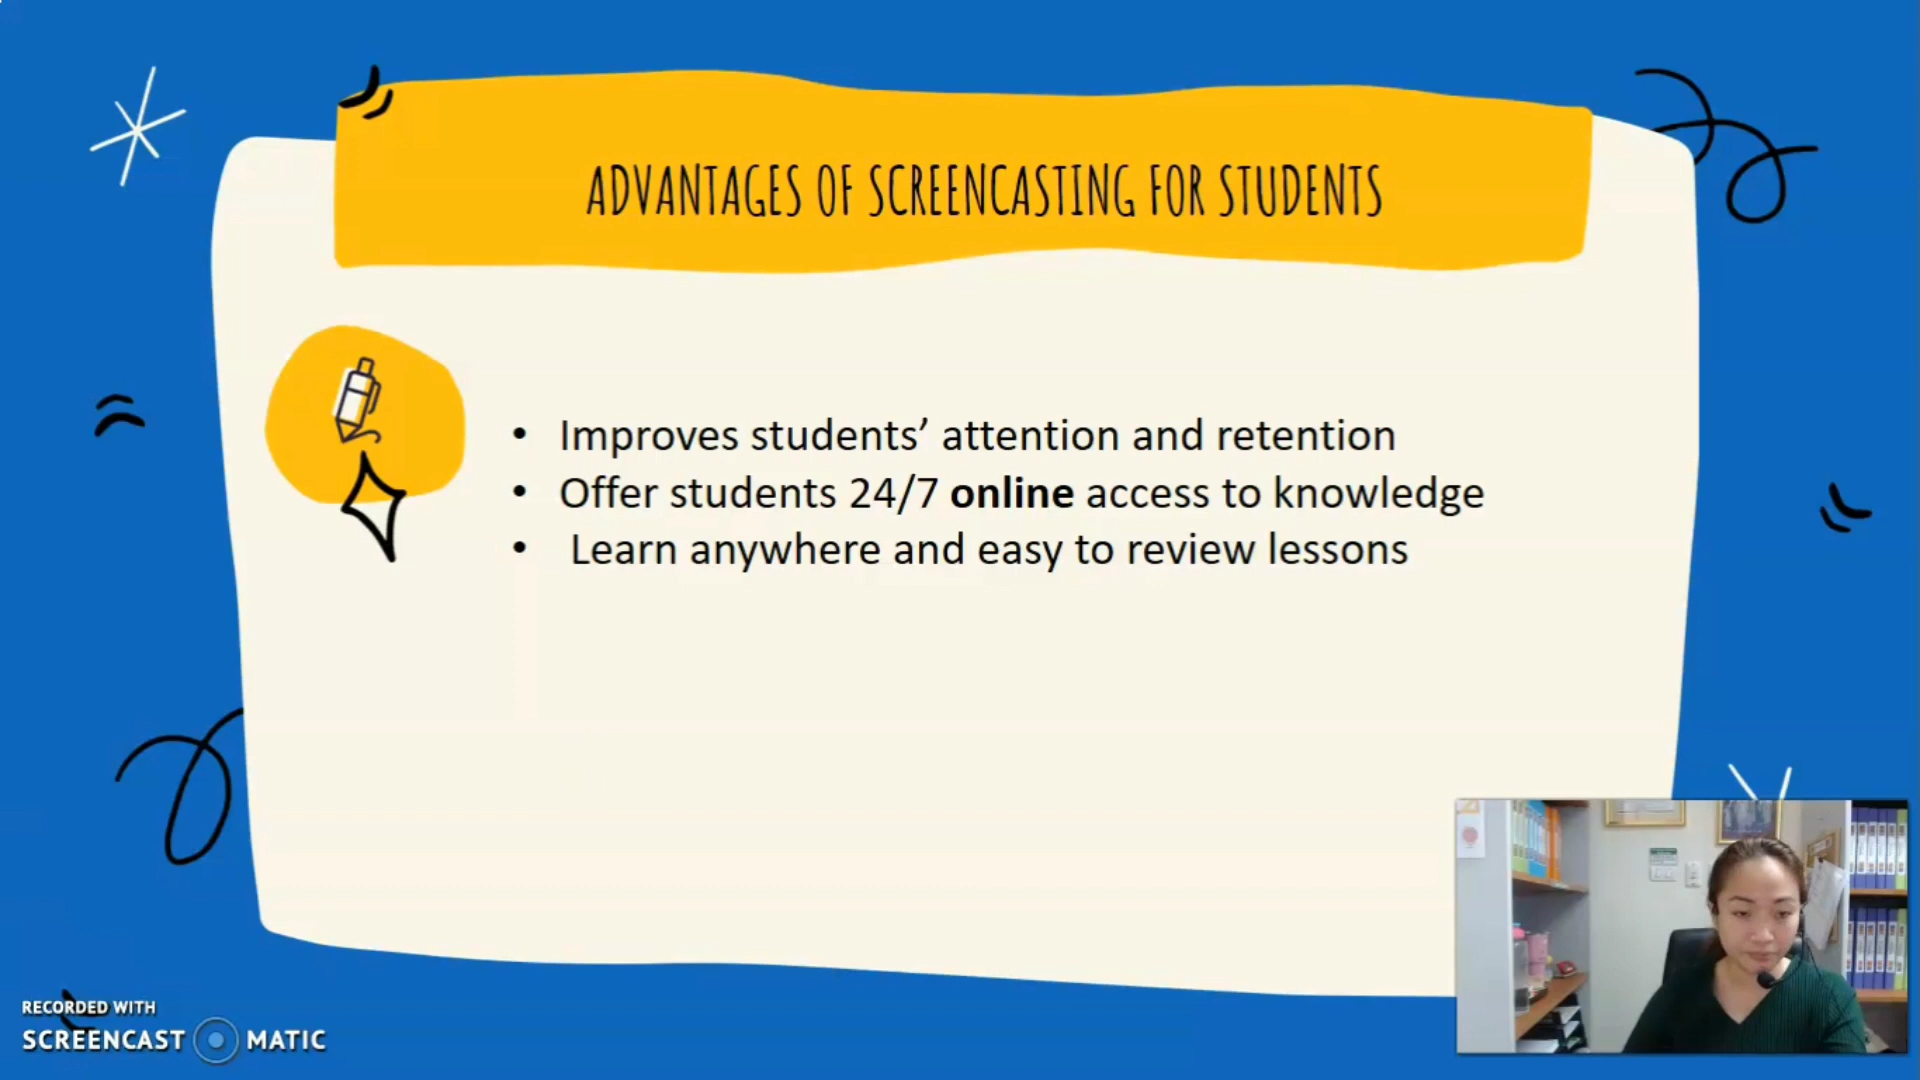 ADVANTAGES OF SCREENCASTING FOR STUDENTS
• Improves students’ attention and retention
• Offer students 24/7 online access to knowledge
• Learn anywhere and easy to review lessons
RECORDED WITH
SCREENCAST MATIC